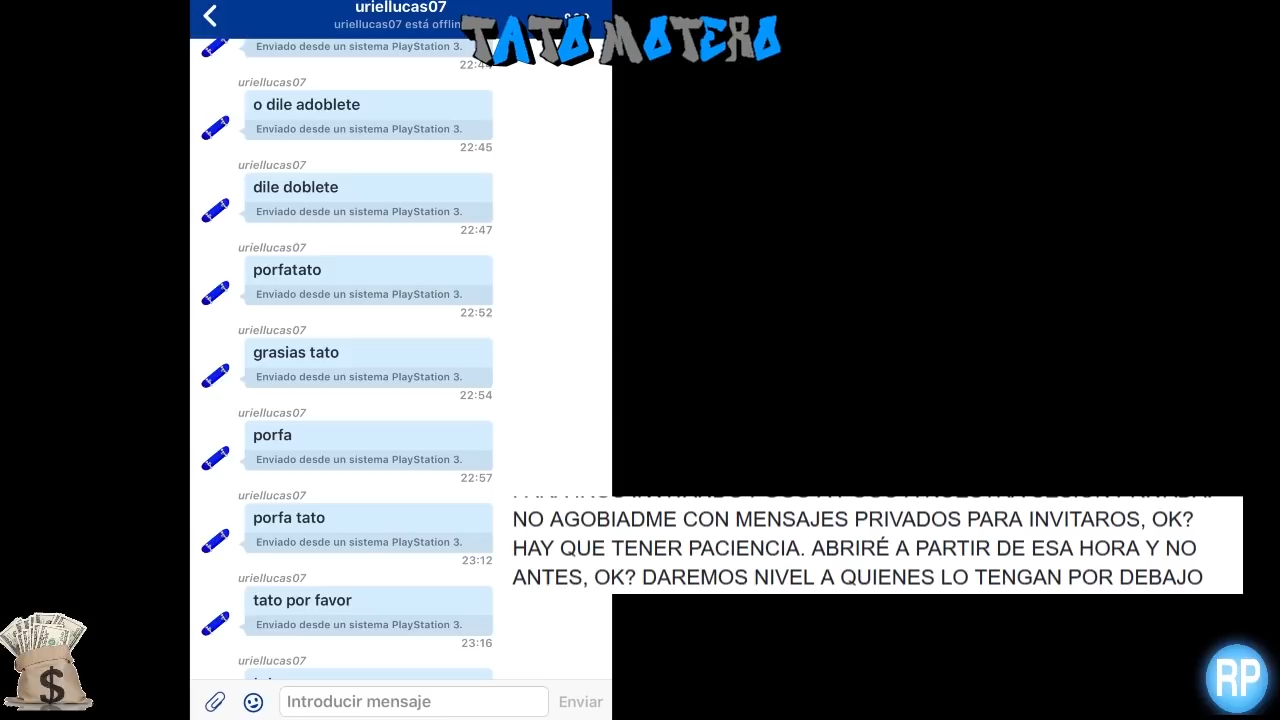 uriellucas07
uriellucas07 está offlin
TATO MOTERO
Enviado desde un sistema PlayStation 3.
22:44
uriellucas07
o dile adoblete
Enviado desde un sistema PlayStation 3.
22:45
uriellucas07
dile doblete
Enviado desde un sistema PlayStation 3.
22:47
uriellucas07
porfatato
Enviado desde un sistema PlayStation 3.
22:52
uriellucas07
grasias tato
Enviado desde un sistema PlayStation 3.
22:54
uriellucas07
porfa
Enviado desde un sistema PlayStation 3.
22:57
uriellucas07
porfa tato
Enviado desde un sistema PlayStation 3.
23:12
uriellucas07
tato por favor
Enviado desde un sistema PlayStation 3.
23:16
uriellucas07
Introducir mensaje
Enviar
NO AGOBIADME CON MENSAJES PRIVADOS PARA INVITAROS, OK?
HAY QUE TENER PACIENCIA. ABRIRÉ A PARTIR DE ESA HORA Y NO
ANTES, OK? DAREMOS NIVEL A QUIENES LO TENGAN POR DEBAJO
$
RP